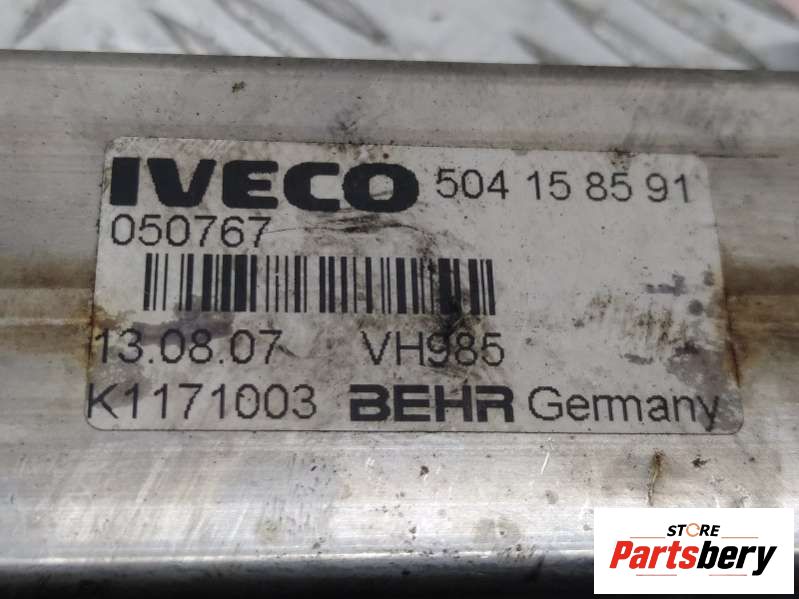 IVECO 504 15 85 91
050767
13.08.07 VH985
K1171003 BEHR Germany
STORE
Partsbery